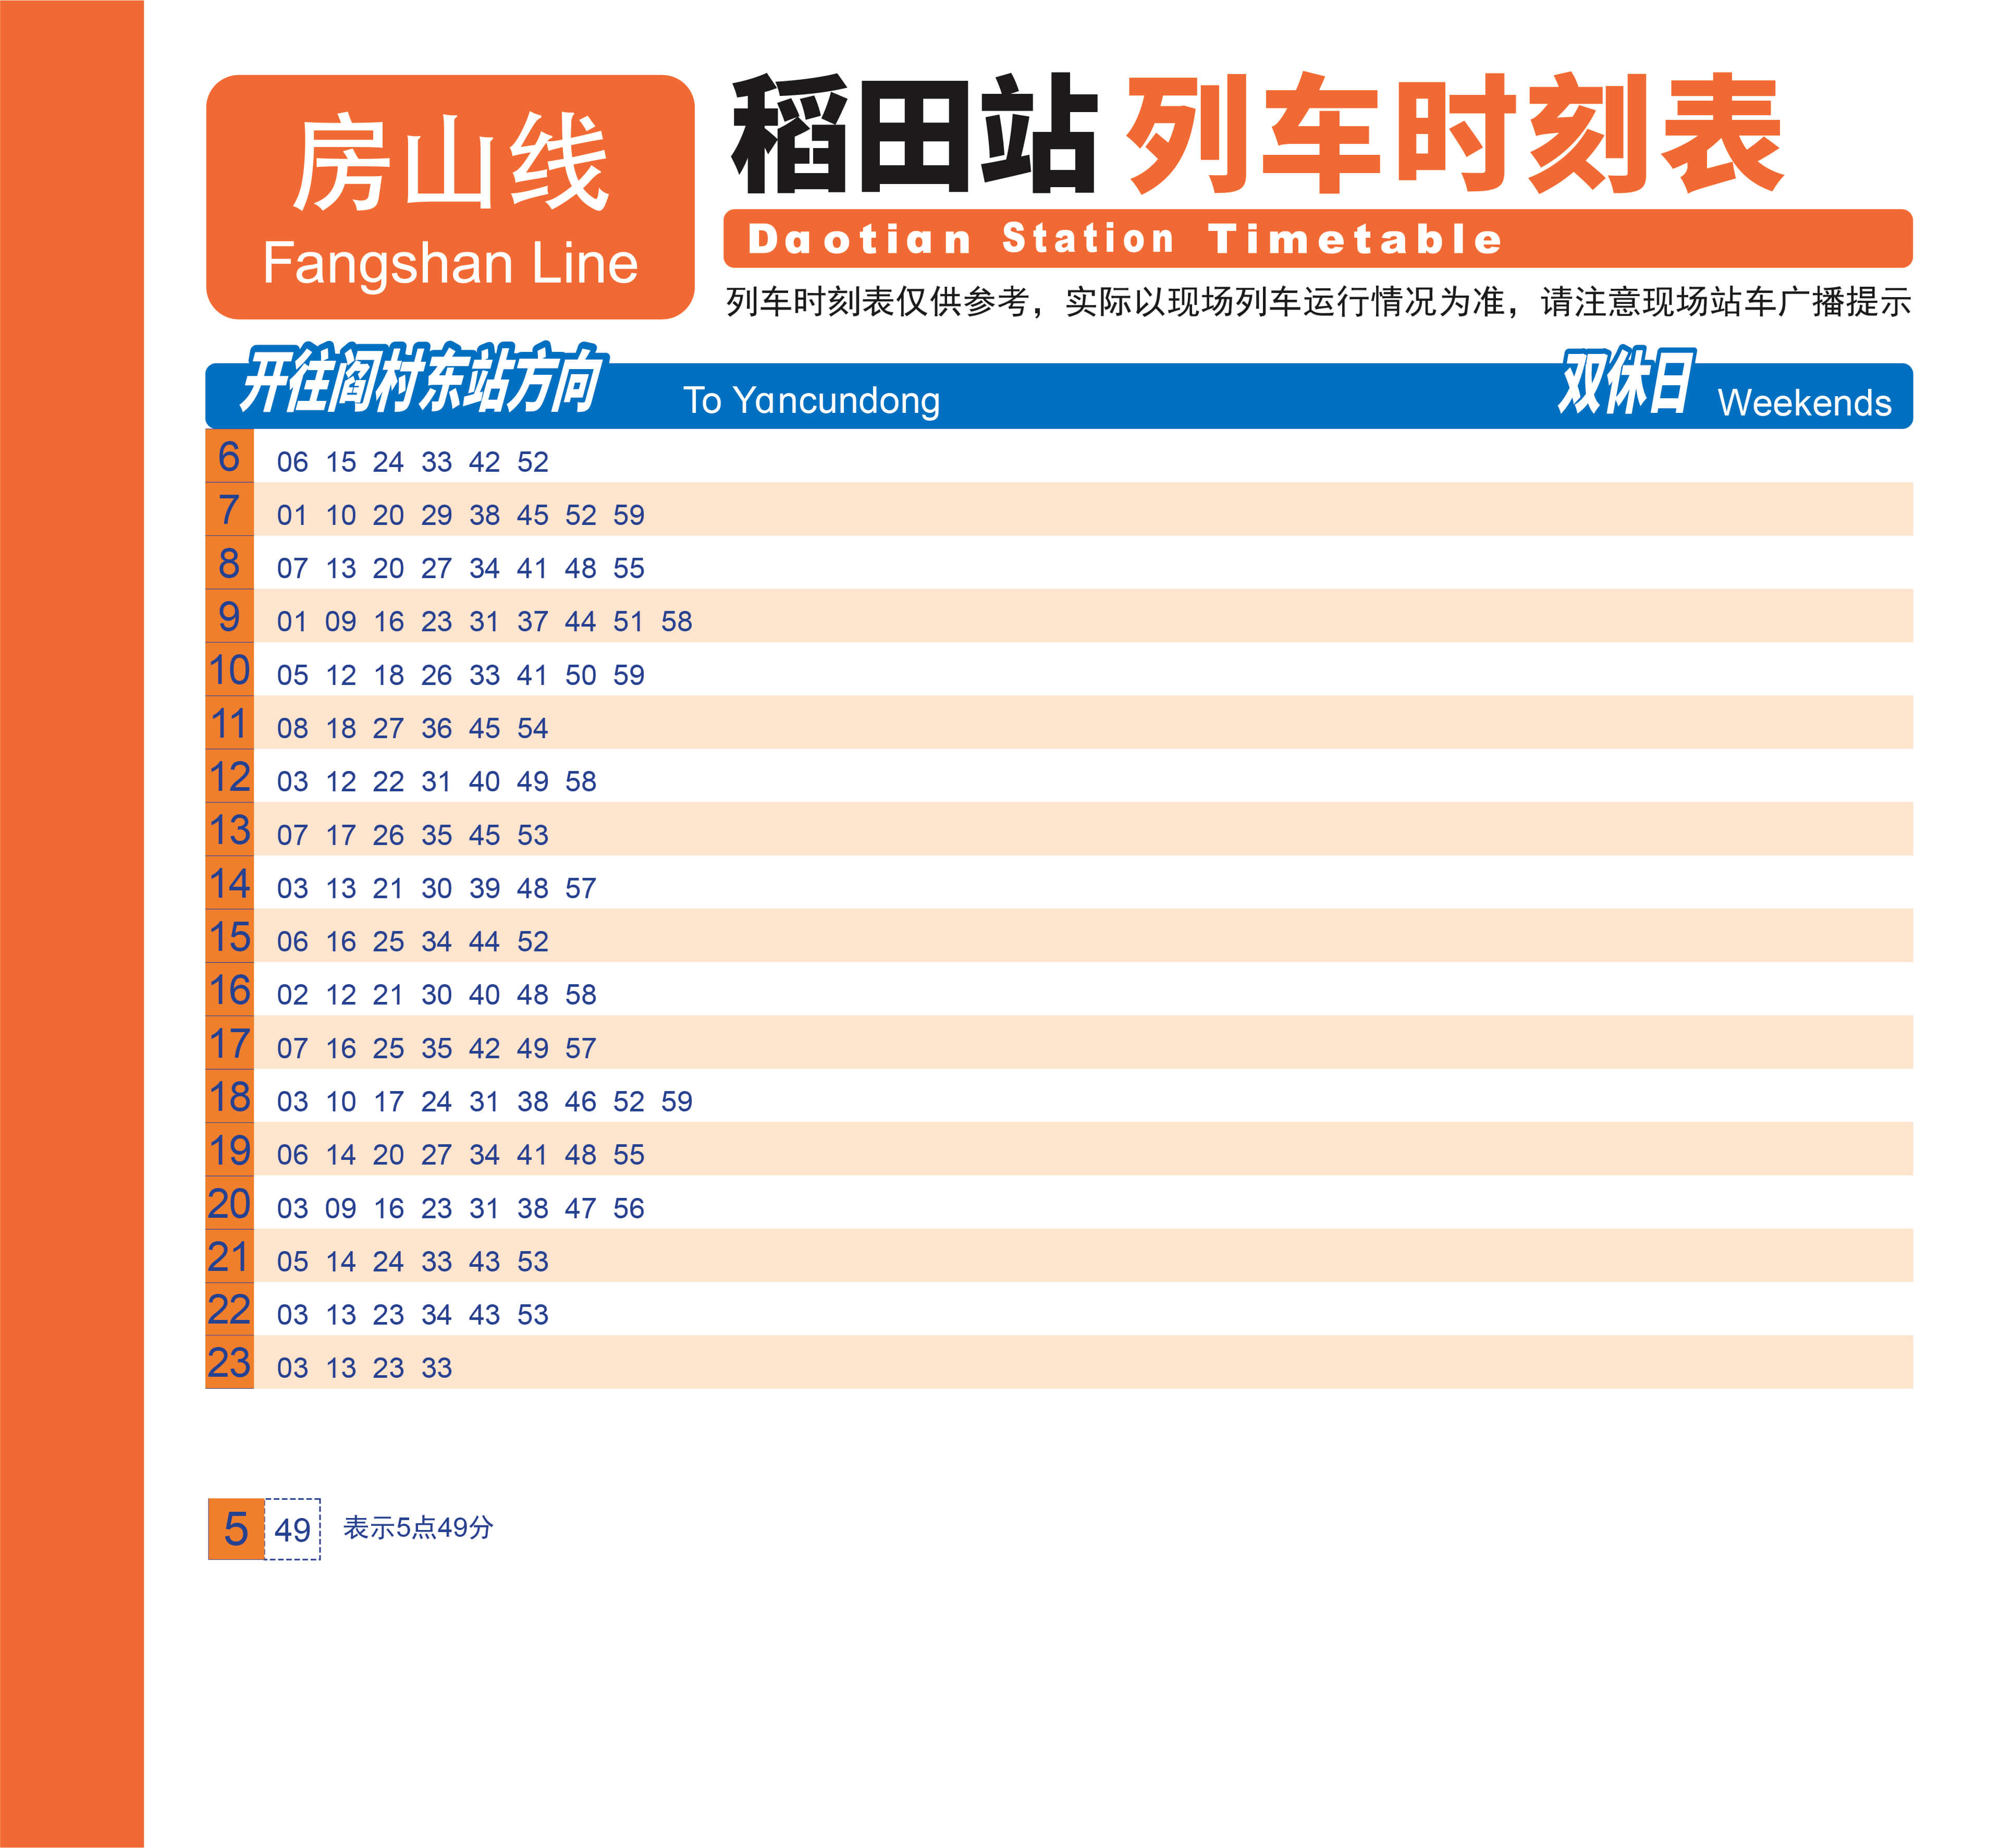 房山线
Fangshan Line
稻田站 列车时刻表
Daotian Station Timetable
列车时刻表仅供参考，实际以现场列车运行情况为准，请注意现场站车广播提示
开往阎村东站方向 To Yancundong 双休日 Weekends
6 06 15 24 33 42 52
7 01 10 20 29 38 45 52 59
8 07 13 20 27 34 41 48 55
9 01 09 16 23 31 37 44 51 58
10 05 12 18 26 33 41 50 59
11 08 18 27 36 45 54
12 03 12 22 31 40 49 58
13 07 17 26 35 45 53
14 03 13 21 30 39 48 57
15 06 16 25 34 44 52
16 02 12 21 30 40 48 58
17 07 16 25 35 42 49 57
18 03 10 17 24 31 38 46 52 59
19 06 14 20 27 34 41 48 55
20 03 09 16 23 31 38 47 56
21 05 14 24 33 43 53
22 03 13 23 34 43 53
23 03 13 23 33
5 49 表示5点49分